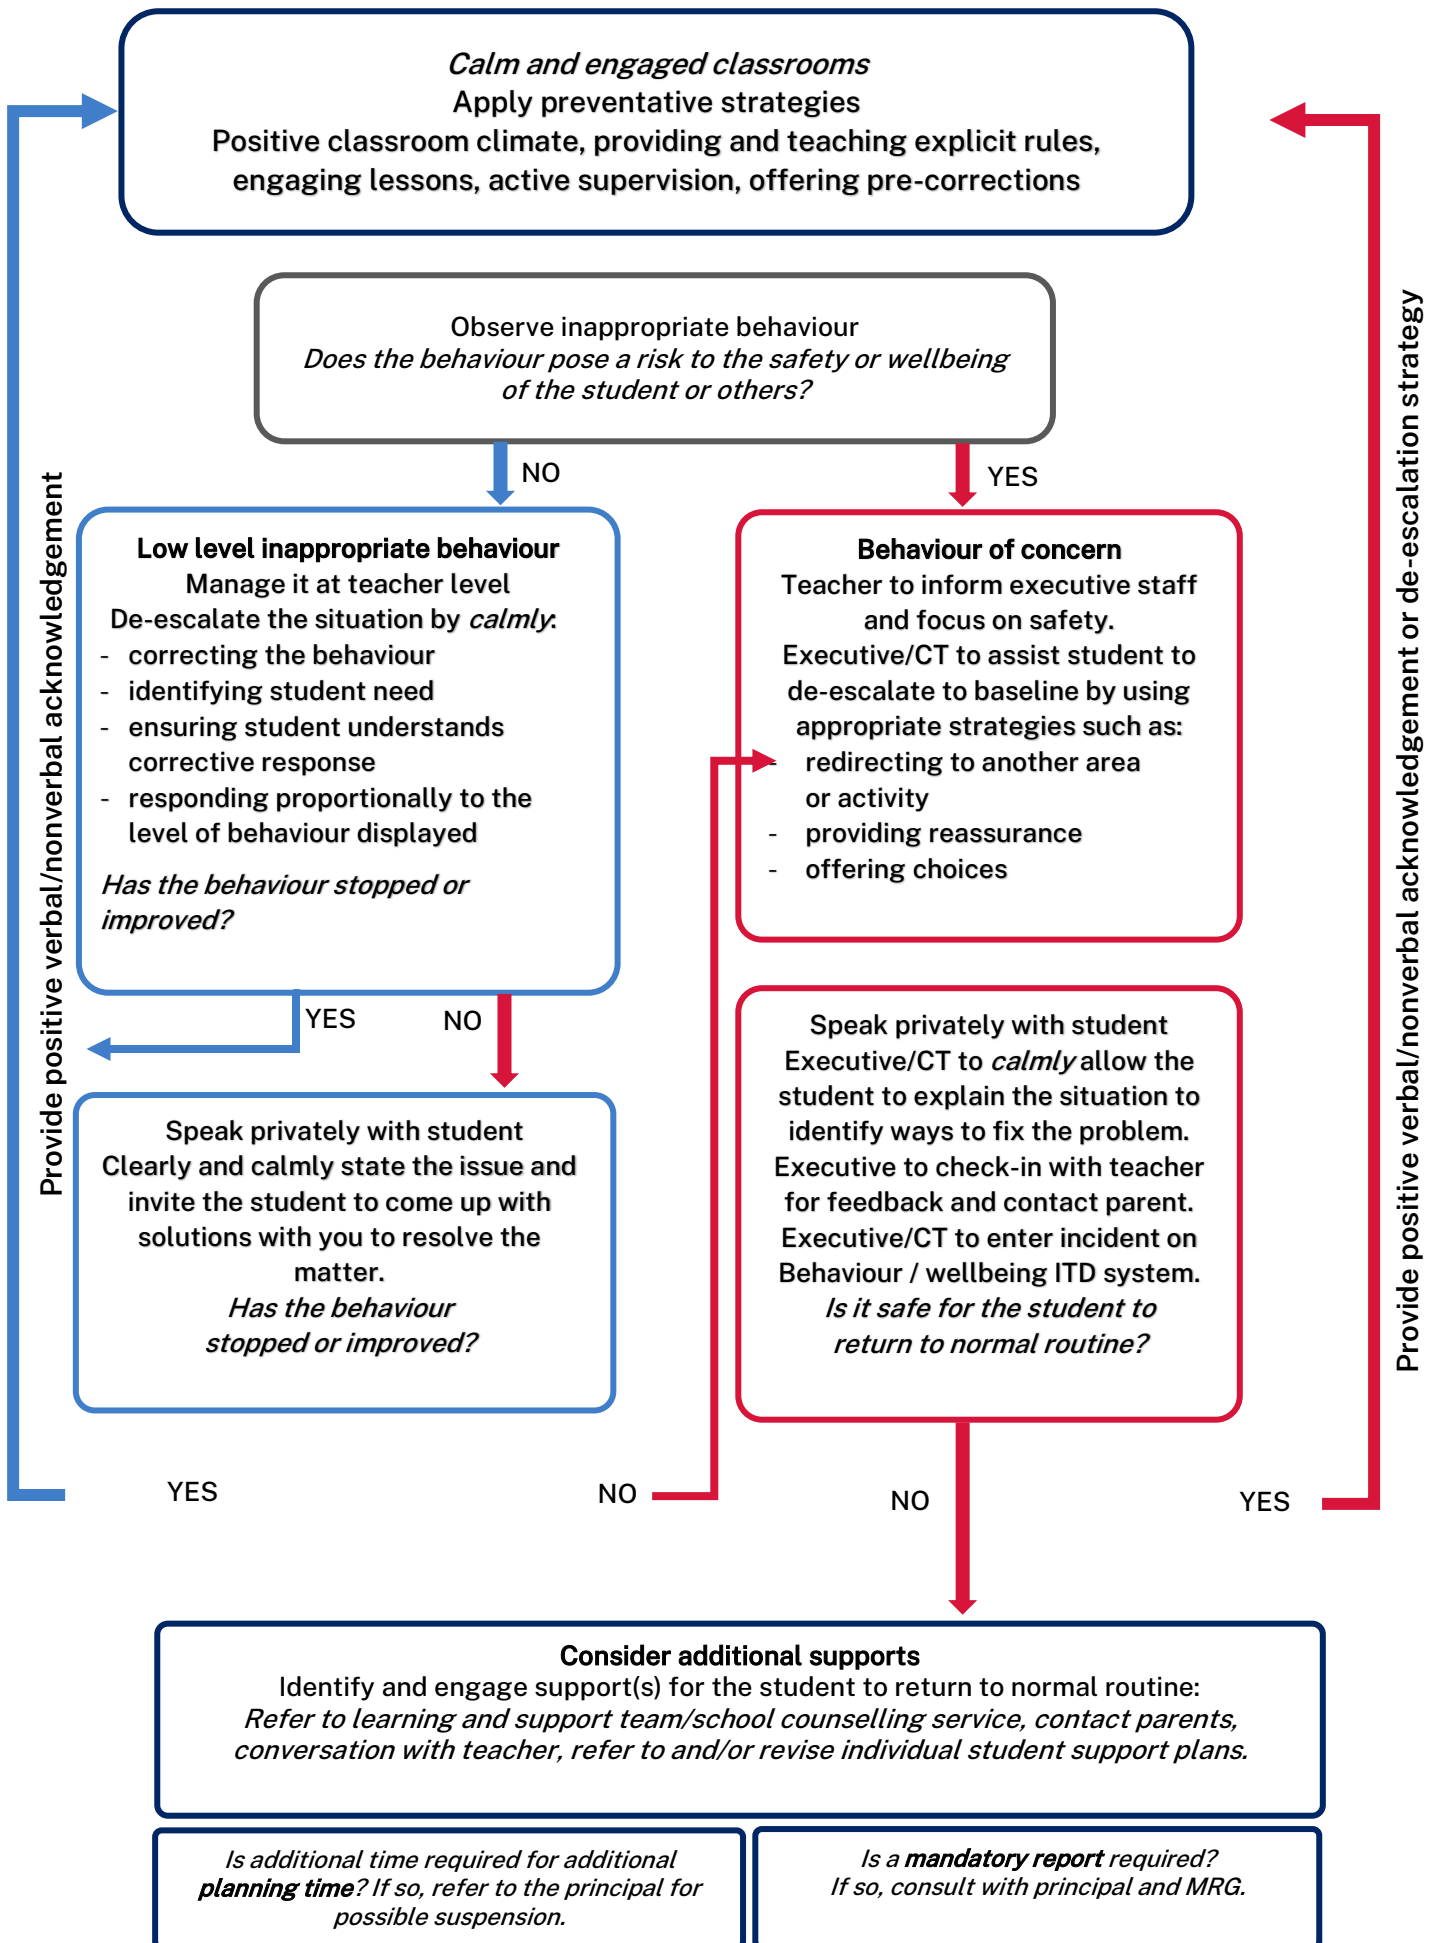 Calm and engaged classrooms
Apply preventative strategies
Positive classroom climate, providing and teaching explicit rules,
engaging lessons, active supervision, offering pre-corrections
Observe inappropriate behaviour
Does the behaviour pose a risk to the safety or wellbeing
of the student or others?
NO
YES
Low level inappropriate behaviour
Manage it at teacher level
De-escalate the situation by calmly:
- correcting the behaviour
- identifying student need
- ensuring student understands
corrective response
- responding proportionally to the
level of behaviour displayed
Has the behaviour stopped or
improved?
Behaviour of concern
Teacher to inform executive staff
and focus on safety.
Executive/CT to assist student to
de-escalate to baseline by using
appropriate strategies such as:
- redirecting to another area
or activity
- providing reassurance
- offering choices
YES
NO
Speak privately with student
Clearly and calmly state the issue and
invite the student to come up with
solutions with you to resolve the
matter.
Has the behaviour
stopped or improved?
Speak privately with student
Executive/CT to calmly allow the
student to explain the situation to
identify ways to fix the problem.
Executive to check-in with teacher
for feedback and contact parent.
Executive/CT to enter incident on
Behaviour / wellbeing ITD system.
Is it safe for the student to
return to normal routine?
YES
NO
NO
YES
Provide positive verbal/nonverbal acknowledgement
Provide positive verbal/nonverbal acknowledgement or de-escalation strategy
Consider additional supports
Identify and engage support(s) for the student to return to normal routine:
Refer to learning and support team/school counselling service, contact parents,
conversation with teacher, refer to and/or revise individual student support plans.
Is additional time required for additional
planning time? If so, refer to the principal for
possible suspension.
Is a mandatory report required?
If so, consult with principal and MRG.